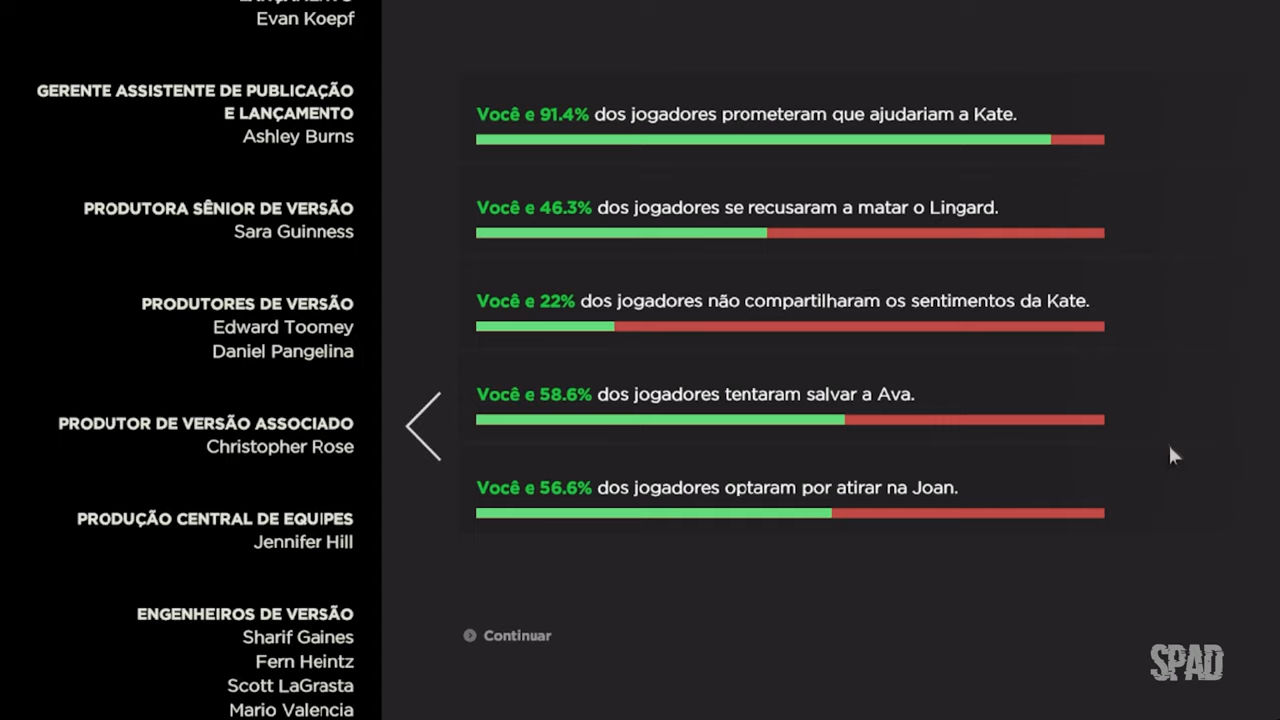 LANÇAMENTO
Evan Koepf
GERENTE ASSISTENTE DE PUBLICAÇÃO
E LANÇAMENTO
Ashley Burns
PRODUTORA SÊNIOR DE VERSÃO
Sara Guinness
PRODUTORES DE VERSÃO
Edward Toomey
Daniel Pangelina
PRODUTOR DE VERSÃO ASSOCIADO
Christopher Rose
PRODUÇÃO CENTRAL DE EQUIPES
Jennifer Hill
ENGENHEIROS DE VERSÃO
Sharif Gaines
Fern Heintz
Scott LaGrasta
Mario Valencia
Você e 91.4% dos jogadores prometeram que ajudariam a Kate.
Você e 46.3% dos jogadores se recusaram a matar o Lingard.
Você e 22% dos jogadores não compartilharam os sentimentos da Kate.
Você e 58.6% dos jogadores tentaram salvar a Ava.
Você e 56.6% dos jogadores optaram por atirar na Joan.
Continuar
SPAD